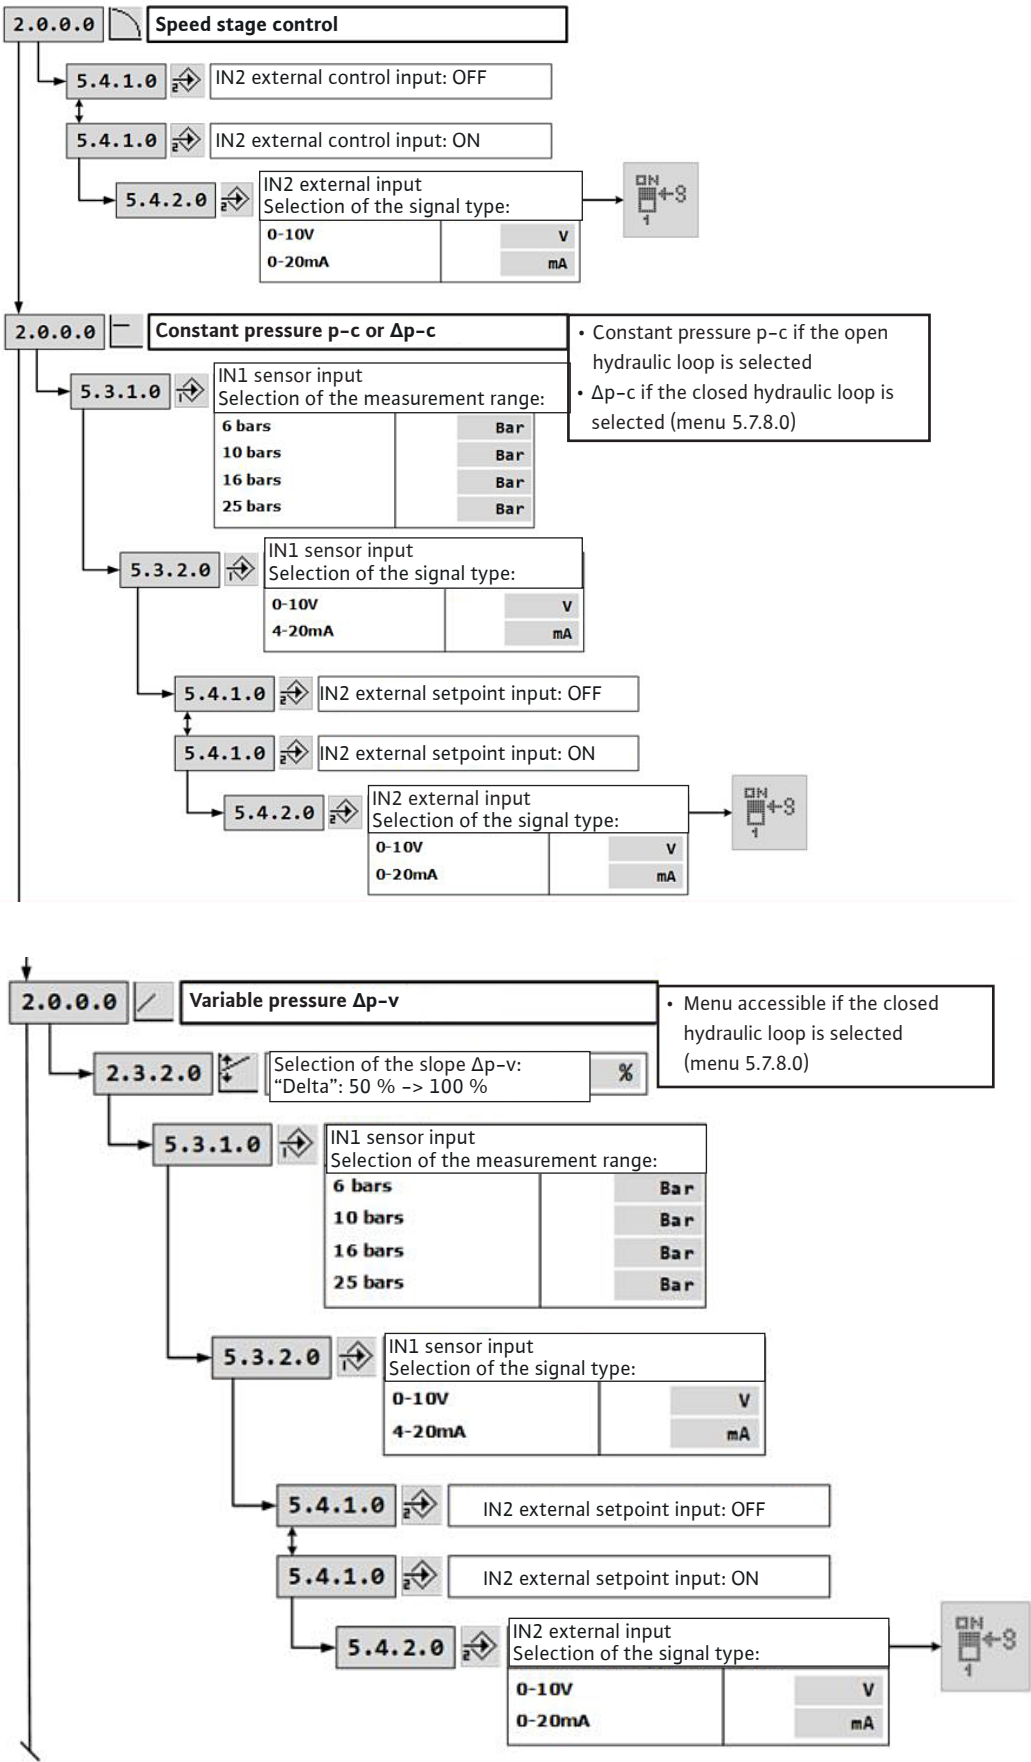 2.0.0.0 Speed stage control
5.4.1.0 2 IN2 external control input: OFF
5.4.1.0 2 IN2 external control input: ON
5.4.2.0 2 IN2 external input
Selection of the signal type:
ON
1
0-10V V
0-20mA mA
2.0.0.0 Constant pressure p-c or Δp-c
• Constant pressure p-c if the open
hydraulic loop is selected
• Δp-c if the closed hydraulic loop is
selected (menu 5.7.8.0)
5.3.1.0 1 IN1 sensor input
Selection of the measurement range:
6 bars Bar
10 bars Bar
16 bars Bar
25 bars Bar
5.3.2.0 1 IN1 sensor input
Selection of the signal type:
0-10V V
4-20mA mA
5.4.1.0 2 IN2 external setpoint input: OFF
5.4.1.0 2 IN2 external setpoint input: ON
5.4.2.0 2 IN2 external input
Selection of the signal type:
ON
1
0-10V V
0-20mA mA
2.0.0.0 Variable pressure Δp-v
• Menu accessible if the closed
hydraulic loop is selected
(menu 5.7.8.0)
2.3.2.0 Selection of the slope Δp-v:
“Delta”: 50 % -> 100 % %
5.3.1.0 1 IN1 sensor input
Selection of the measurement range:
6 bars Bar
10 bars Bar
16 bars Bar
25 bars Bar
5.3.2.0 1 IN1 sensor input
Selection of the signal type:
0-10V V
4-20mA mA
5.4.1.0 2 IN2 external setpoint input: OFF
5.4.1.0 2 IN2 external setpoint input: ON
5.4.2.0 2 IN2 external input
Selection of the signal type:
ON
1
0-10V V
0-20mA mA